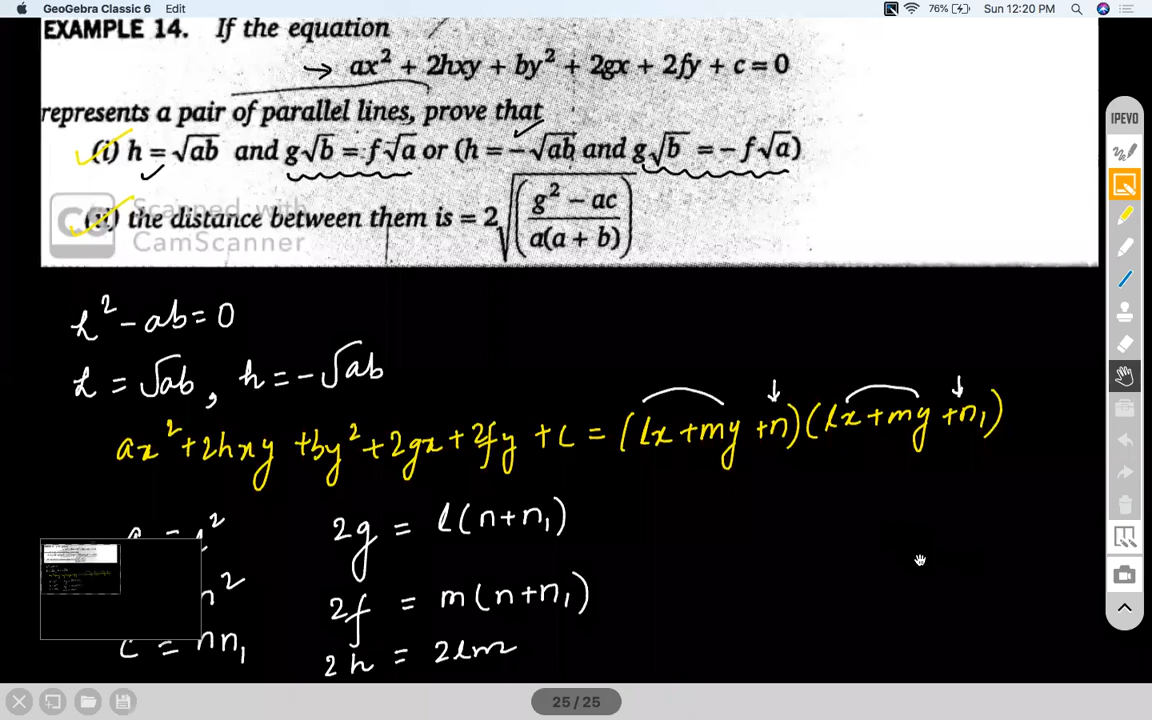 GeoGebra Classic 6 Edit 76% Sun 12:20 PM
EXAMPLE 14. If the equation
→ ax² + 2hxy + by² + 2gx + 2fy + c = 0
represents a pair of parallel lines, prove that
(i) h = √ab and g√b = f√a or (h = −√ab and g√b = − f√a)
Scanned with
(ii) the distance between them is = 2√((g² − ac)/(a(a + b)))
CS CamScanner
h² − ab = 0
h = √ab, h = −√ab
ax² + 2hxy + by² + 2gx + 2fy + c = (lx + my + n)(lx + my + n₁)
2g = l(n+n₁)
2f = m(n+n₁)
c = nn₁
2h = 2lm
IPEVO
25 / 25